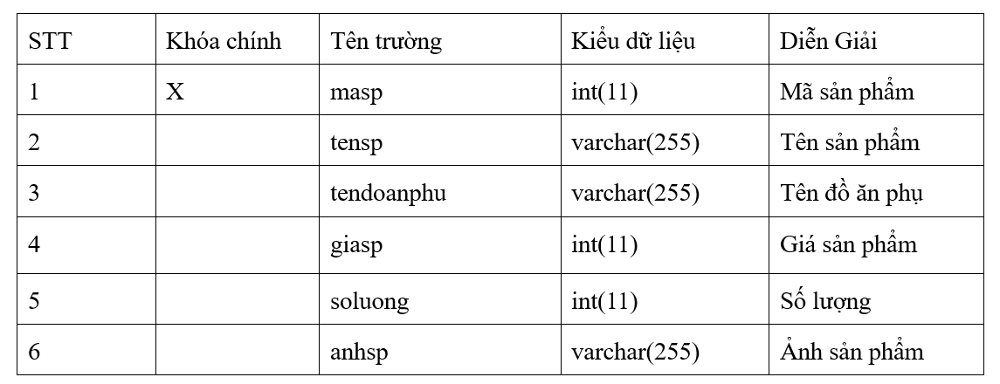 STT Khóa chính Tên trường Kiểu dữ liệu Diễn Giải
1 X masp int(11) Mã sản phẩm
2 tensp varchar(255) Tên sản phẩm
3 tendoanphu varchar(255) Tên đồ ăn phụ
4 giasp int(11) Giá sản phẩm
5 soluong int(11) Số lượng
6 anhsp varchar(255) Ảnh sản phẩm